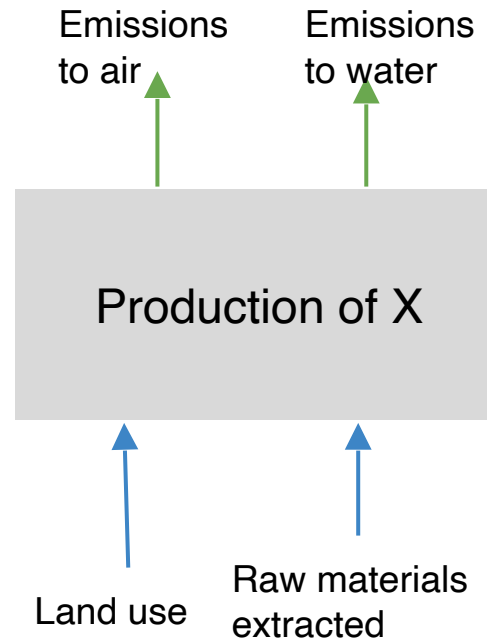 Emissions
to air
Emissions
to water
Production of X
Land use
Raw materials
extracted